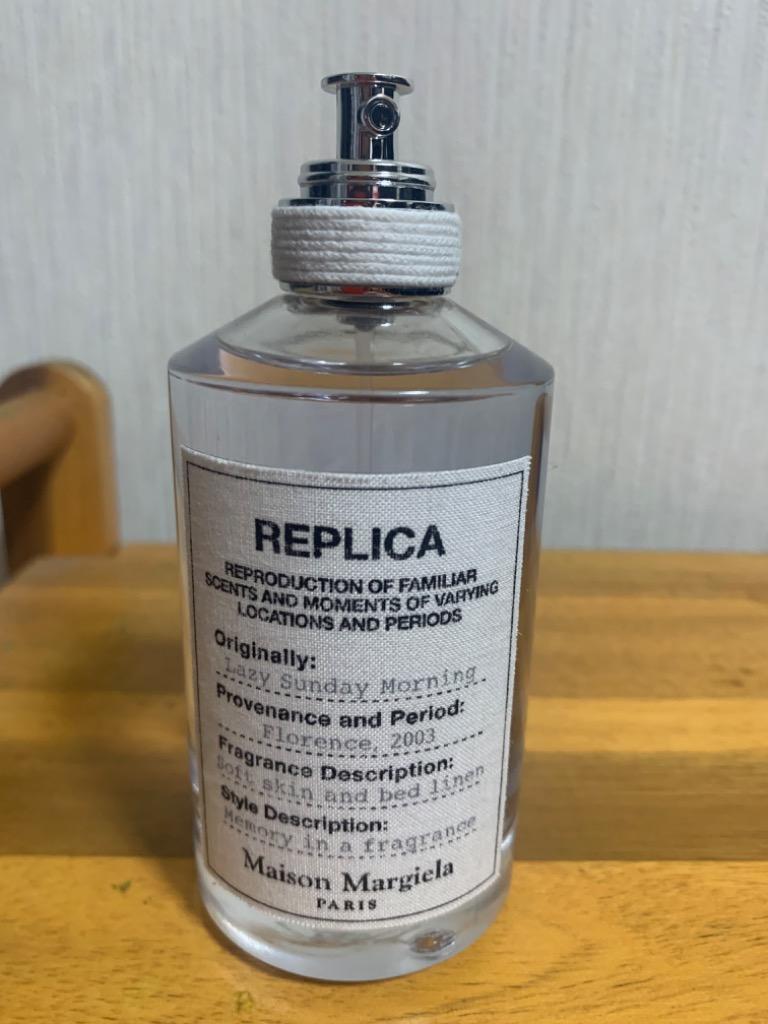 REPLICA
REPRODUCTION OF FAMILIAR
SCENTS AND MOMENTS OF VARYING
LOCATIONS AND PERIODS
Originally:
Lazy Sunday Morning
Provenance and Period:
Florence, 2003
Fragrance Description:
Soft skin and bed linen
Style Description:
Memory in a fragrance
Maison Margiela
PARIS